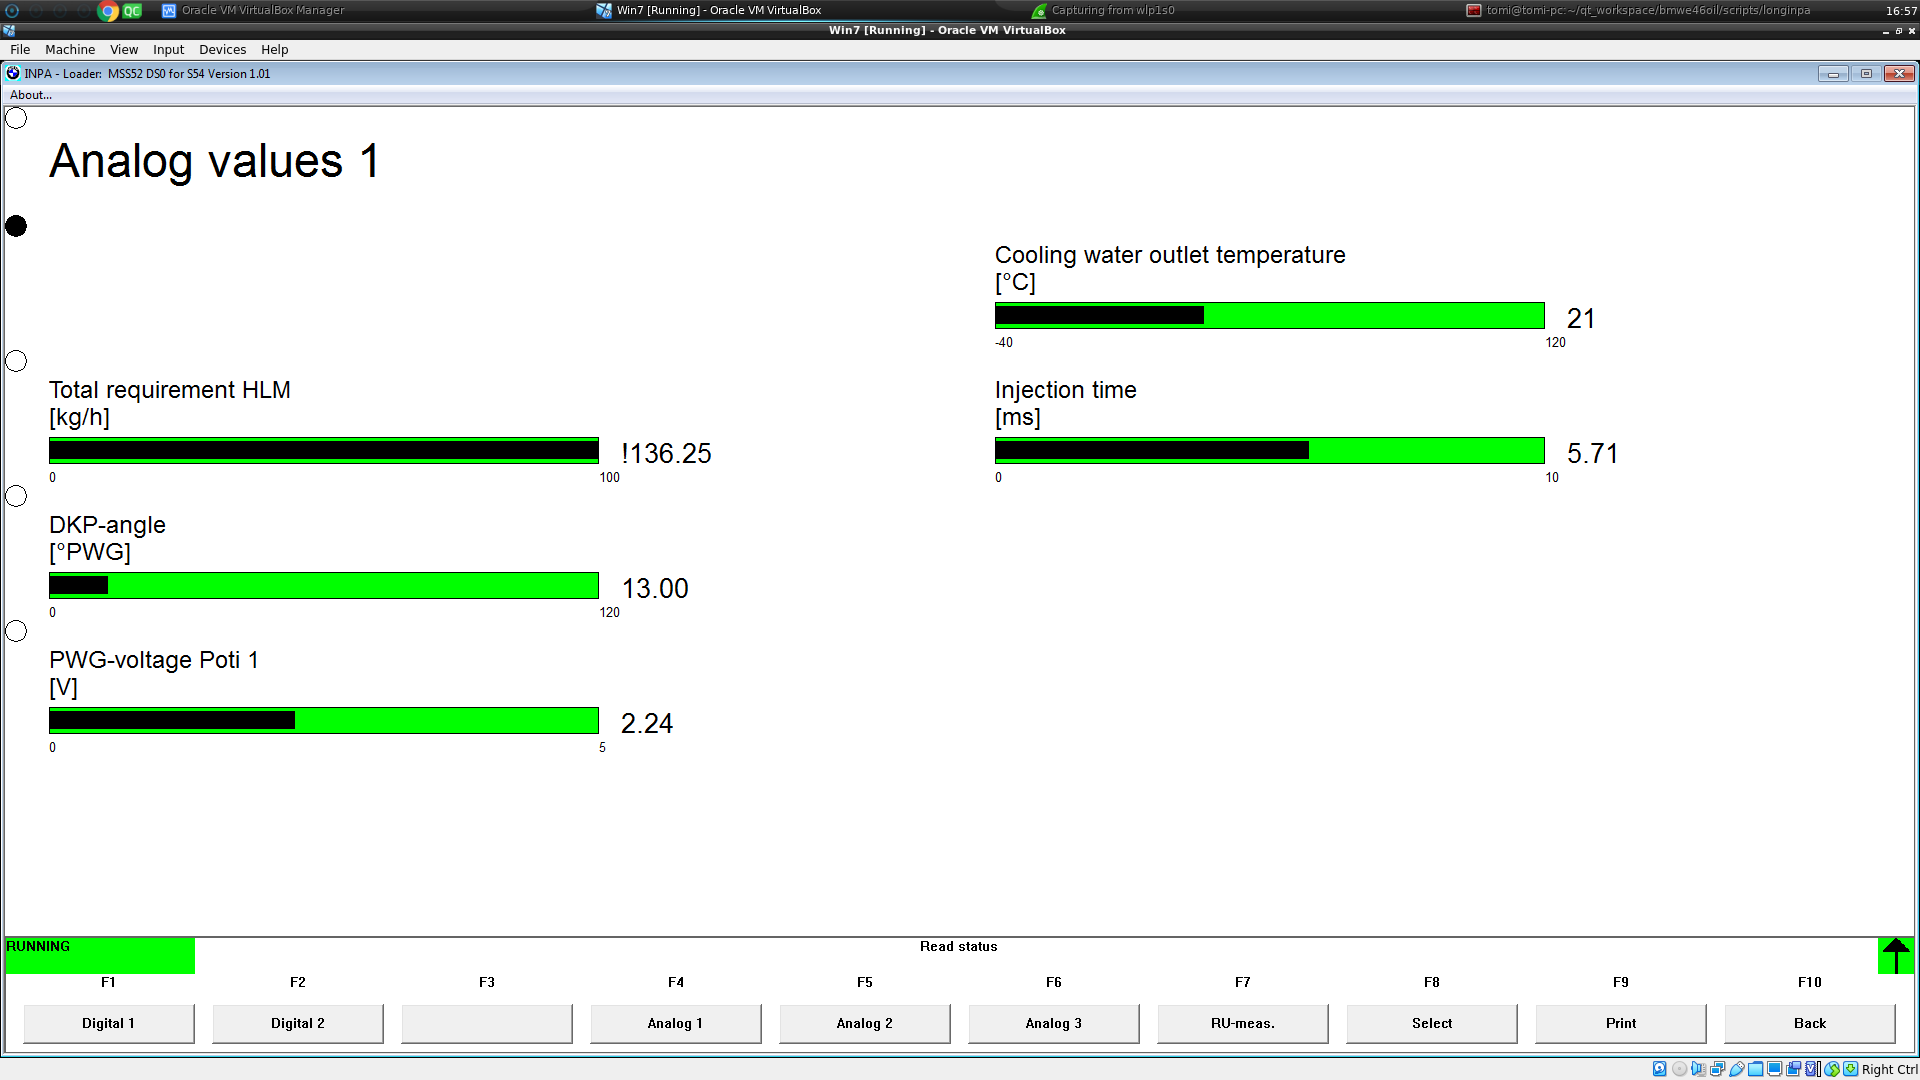 QC
Oracle VM VirtualBox Manager
Win7 [Running] - Oracle VM VirtualBox
Capturing from wlp1s0
tomi@tomi-pc:~/qt_workspace/bmwe46oil/scripts/longinpa
16:57
Win7 [Running] - Oracle VM VirtualBox
File Machine View Input Devices Help
INPA - Loader: MSS52 DS0 for S54 Version 1.01
About...
Analog values 1
Cooling water outlet temperature
[°C]
21
-40 120
Total requirement HLM
[kg/h]
!136.25
0 100
Injection time
[ms]
5.71
0 10
DKP-angle
[°PWG]
13.00
0 120
PWG-voltage Poti 1
[V]
2.24
0 5
RUNNING
Read status
F1 F2 F3 F4 F5 F6 F7 F8 F9 F10
Digital 1 Digital 2 Analog 1 Analog 2 Analog 3 RU-meas. Select Print Back
Right Ctrl